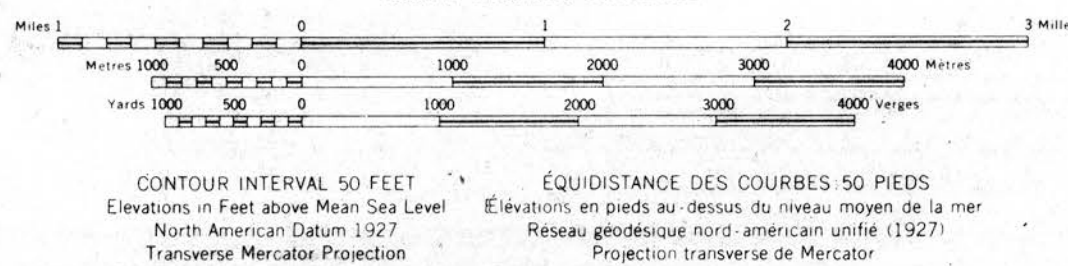 Miles 1 0 1 2 3 Mille
Metres 1000 500 0 1000 2000 3000 4000 Mètres
Yards 1000 500 0 1000 2000 3000 4000 Verges
CONTOUR INTERVAL 50 FEET
Elevations in Feet above Mean Sea Level
North American Datum 1927
Transverse Mercator Projection
ÉQUIDISTANCE DES COURBES: 50 PIEDS
Élévations en pieds au-dessus du niveau moyen de la mer
Réseau géodésique nord-américain unifié (1927)
Projection transverse de Mercator